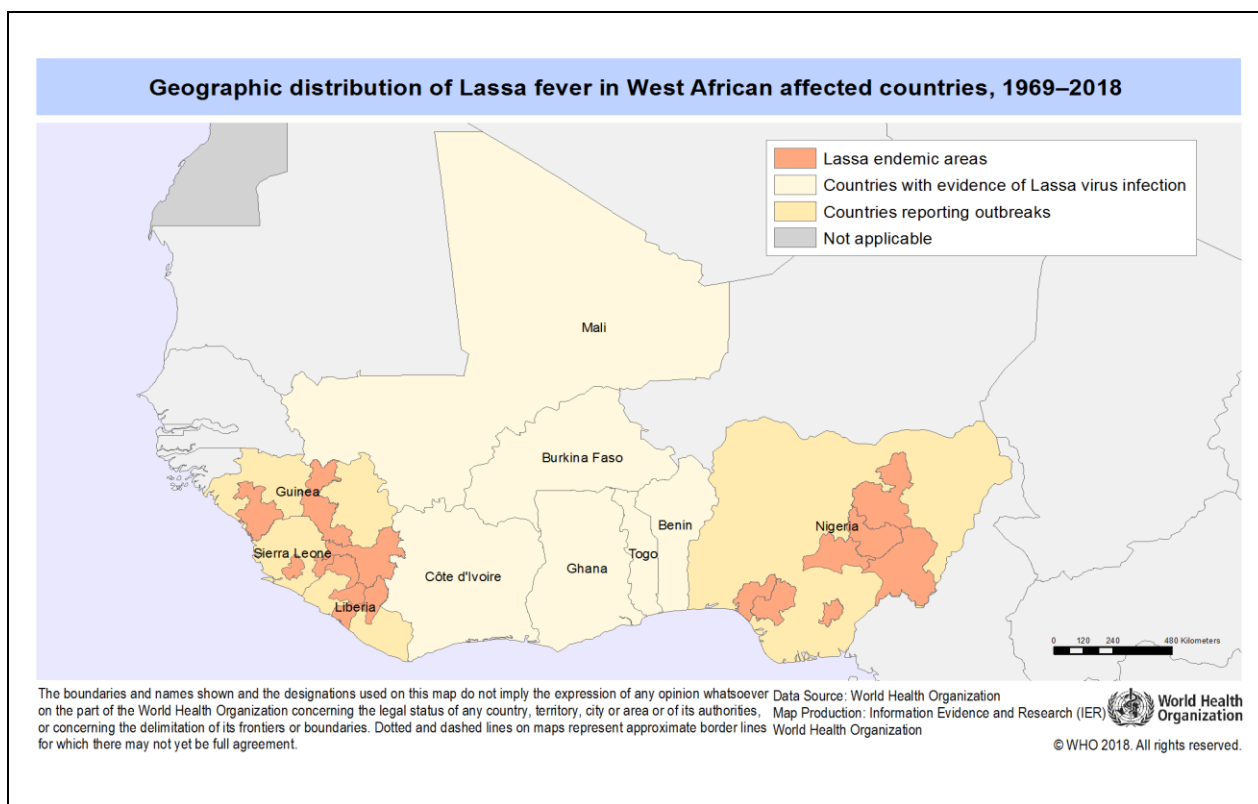 Geographic distribution of Lassa fever in West African affected countries, 1969–2018
Lassa endemic areas
Countries with evidence of Lassa virus infection
Countries reporting outbreaks
Not applicable
Mali
Burkina Faso
Guinea
Nigeria
Benin
Sierra Leone
Togo
Ghana
Côte d'Ivoire
Liberia
0 120 240 480 Kilometers
The boundaries and names shown and the designations used on this map do not imply the expression of any opinion whatsoever
on the part of the World Health Organization concerning the legal status of any country, territory, city or area or of its authorities,
or concerning the delimitation of its frontiers or boundaries. Dotted and dashed lines on maps represent approximate border lines
for which there may not yet be full agreement.
Data Source: World Health Organization
Map Production: Information Evidence and Research (IER)
World Health Organization
World Health
Organization
© WHO 2018. All rights reserved.